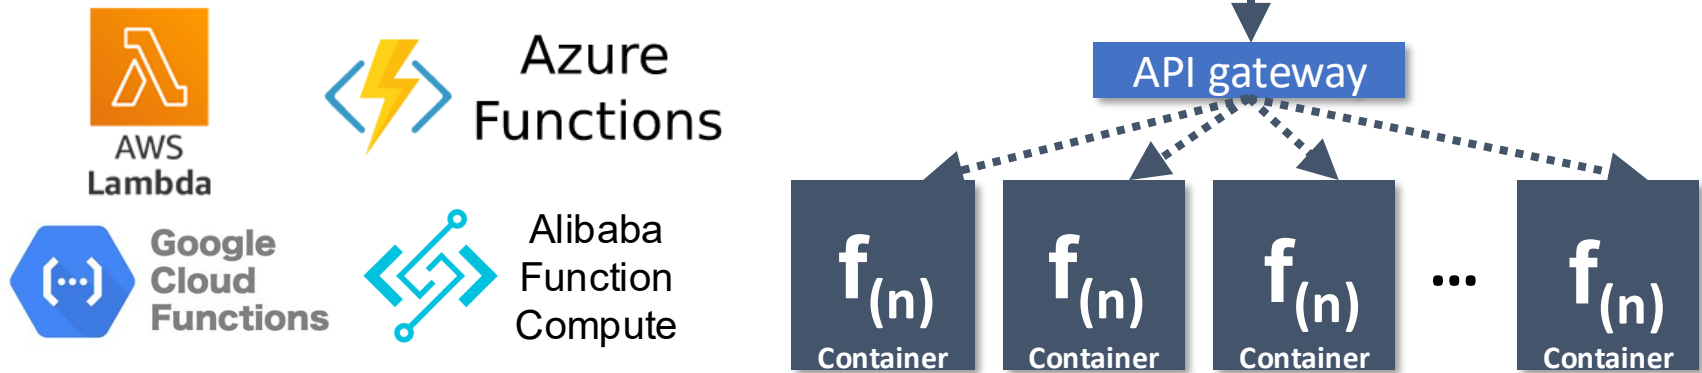 AWS
Lambda
Azure
Functions
Google
Cloud
Functions
Alibaba
Function
Compute
API gateway
f(n)
Container
f(n)
Container
f(n)
Container
...
f(n)
Container